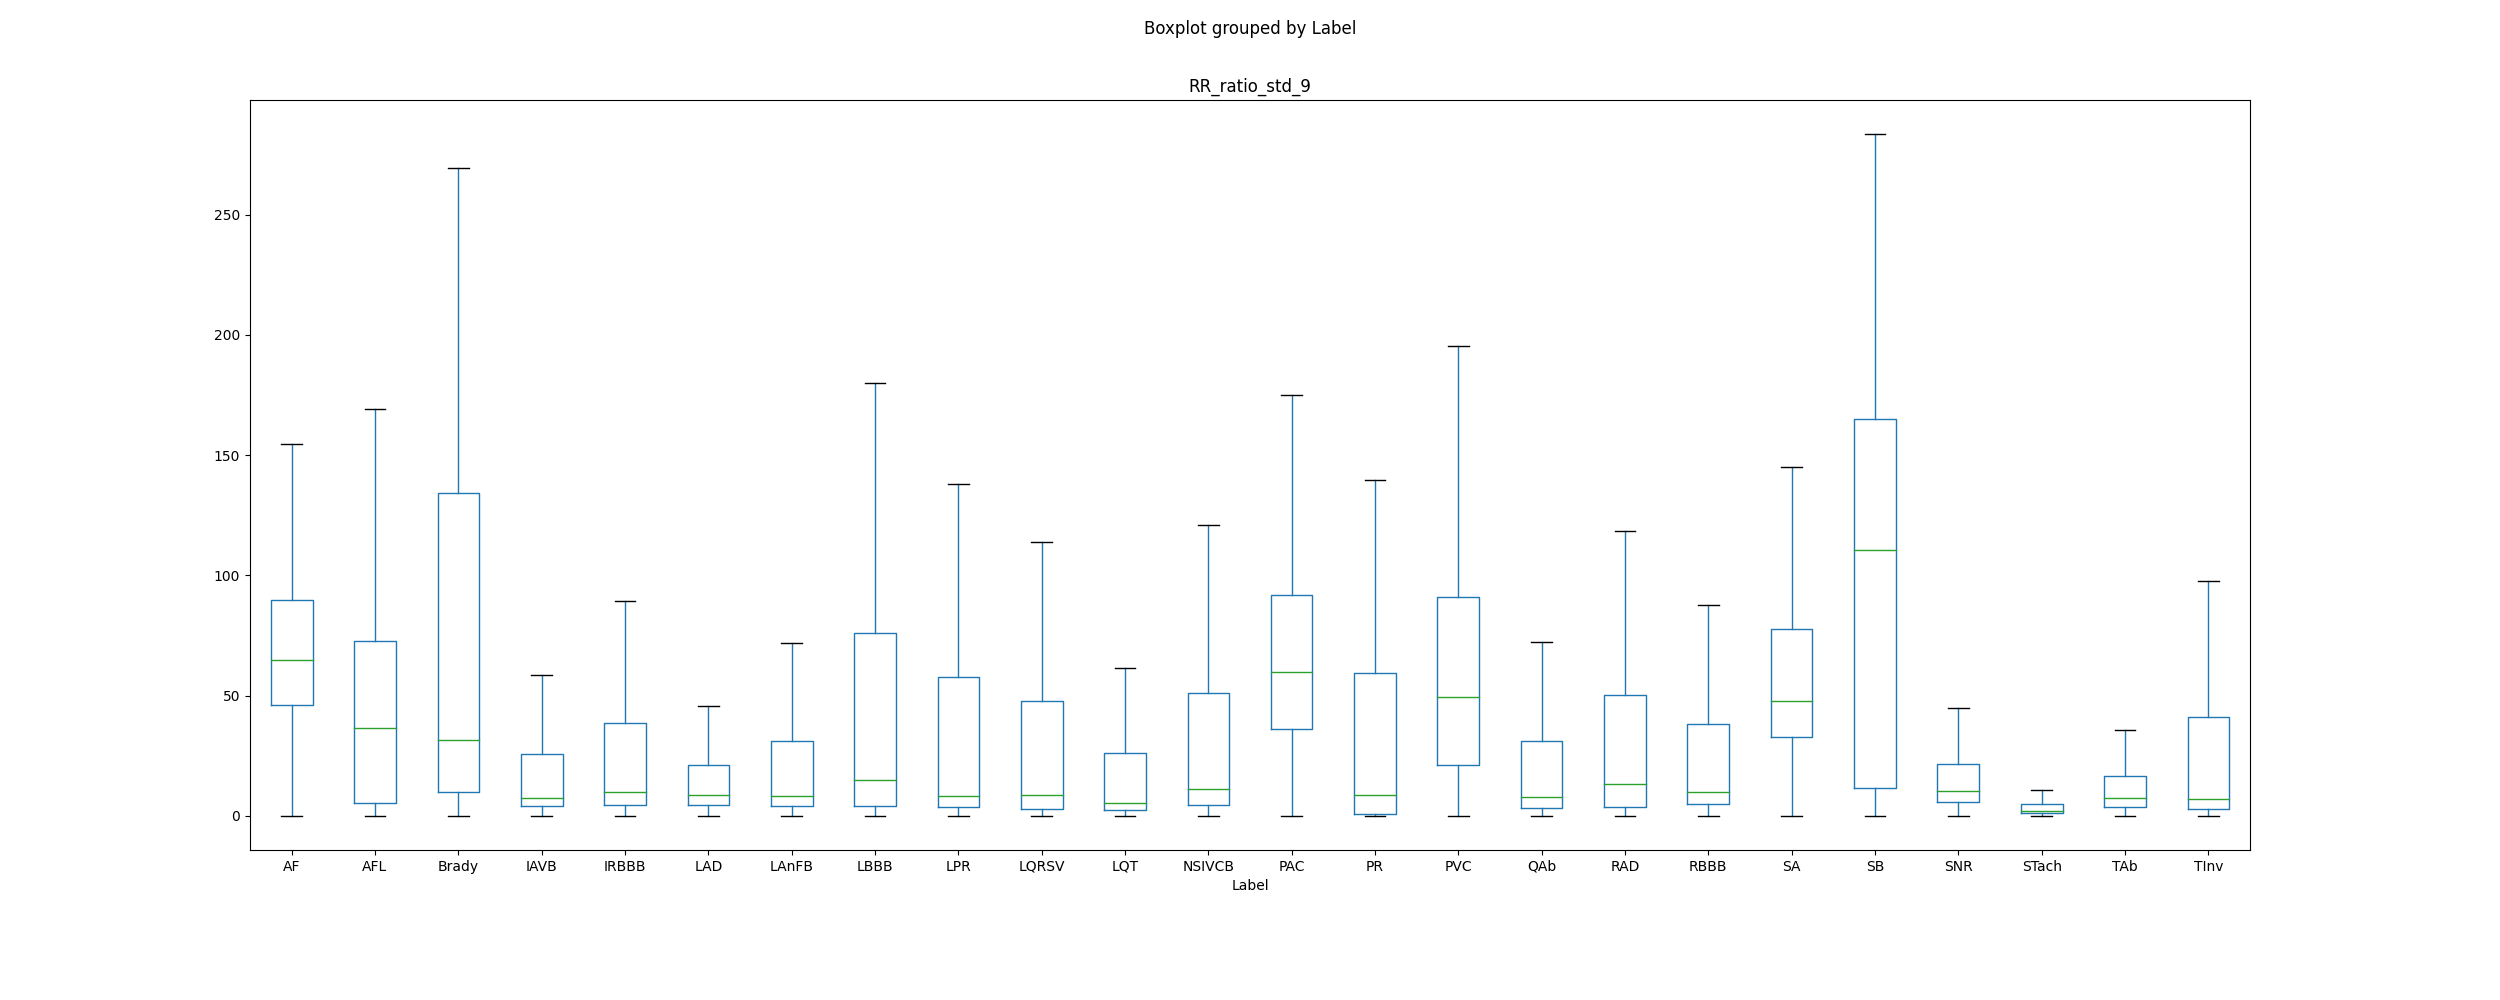 Boxplot grouped by Label
RR_ratio_std_9
250
200
150
100
50
0
AF AFL Brady IAVB IRBBB LAD LAnFB LBBB LPR LQRSV LQT NSIVCB PAC PR PVC QAb RAD RBBB SA SB SNR STach TAb TInv
Label